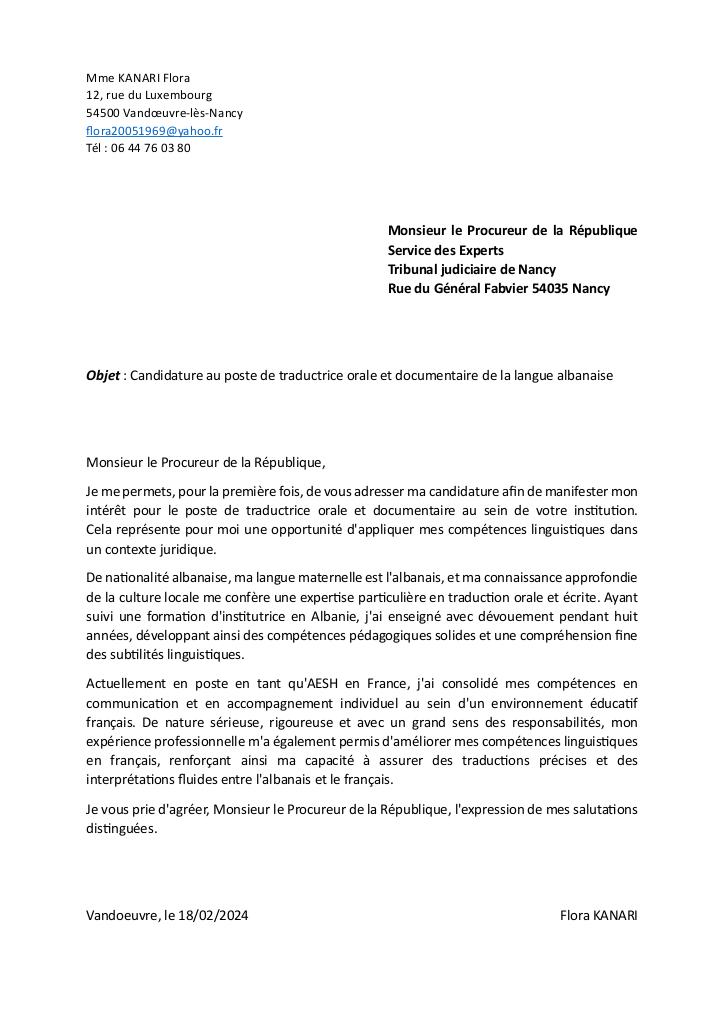 Mme KANARI Flora
12, rue du Luxembourg
54500 Vandœuvre-lès-Nancy
flora20051969@yahoo.fr
Tél : 06 44 76 03 80
Monsieur le Procureur de la République
Service des Experts
Tribunal judiciaire de Nancy
Rue du Général Fabvier 54035 Nancy
Objet : Candidature au poste de traductrice orale et documentaire de la langue albanaise
Monsieur le Procureur de la République,
Je me permets, pour la première fois, de vous adresser ma candidature afin de manifester mon
intérêt pour le poste de traductrice orale et documentaire au sein de votre institution.
Cela représente pour moi une opportunité d'appliquer mes compétences linguistiques dans
un contexte juridique.
De nationalité albanaise, ma langue maternelle est l'albanais, et ma connaissance approfondie
de la culture locale me confère une expertise particulière en traduction orale et écrite. Ayant
suivi une formation d'institutrice en Albanie, j'ai enseigné avec dévouement pendant huit
années, développant ainsi des compétences pédagogiques solides et une compréhension fine
des subtilités linguistiques.
Actuellement en poste en tant qu'AESH en France, j'ai consolidé mes compétences en
communication et en accompagnement individuel au sein d'un environnement éducatif
français. De nature sérieuse, rigoureuse et avec un grand sens des responsabilités, mon
expérience professionnelle m'a également permis d'améliorer mes compétences linguistiques
en français, renforçant ainsi ma capacité à assurer des traductions précises et des
interprétations fluides entre l'albanais et le français.
Je vous prie d'agréer, Monsieur le Procureur de la République, l'expression de mes salutations
distinguées.
Vandoeuvre, le 18/02/2024 Flora KANARI